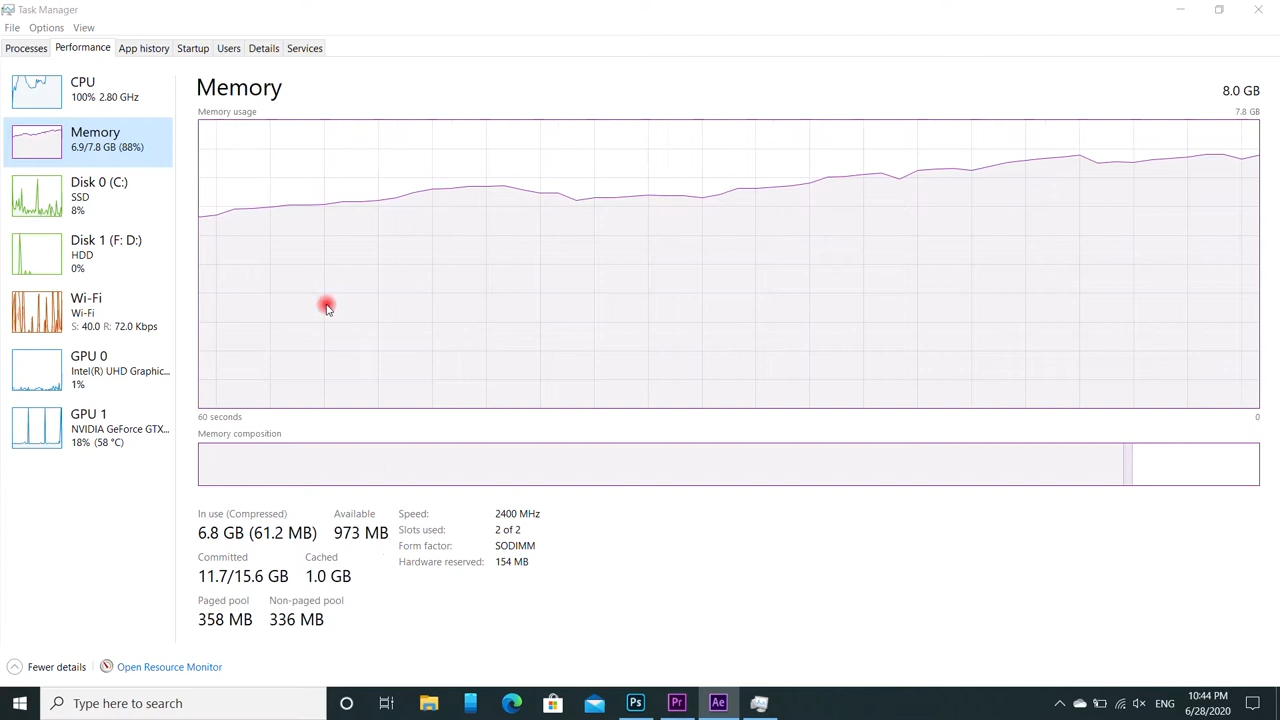 Task Manager
File Options View
Processes Performance App history Startup Users Details Services
CPU
100% 2.80 GHz
Memory
6.9/7.8 GB (88%)
Disk 0 (C:)
SSD
8%
Disk 1 (F: D:)
HDD
0%
Wi-Fi
Wi-Fi
S: 40.0 R: 72.0 Kbps
GPU 0
Intel(R) UHD Graphic...
1%
GPU 1
NVIDIA GeForce GTX...
18% (58 °C)
Memory 8.0 GB
Memory usage 7.8 GB
60 seconds 0
Memory composition
In use (Compressed) Available
6.8 GB (61.2 MB) 973 MB
Committed Cached
11.7/15.6 GB 1.0 GB
Paged pool Non-paged pool
358 MB 336 MB
Speed: 2400 MHz
Slots used: 2 of 2
Form factor: SODIMM
Hardware reserved: 154 MB
Fewer details Open Resource Monitor
Type here to search
Ps Pr Ae
ENG
10:44 PM
6/28/2020